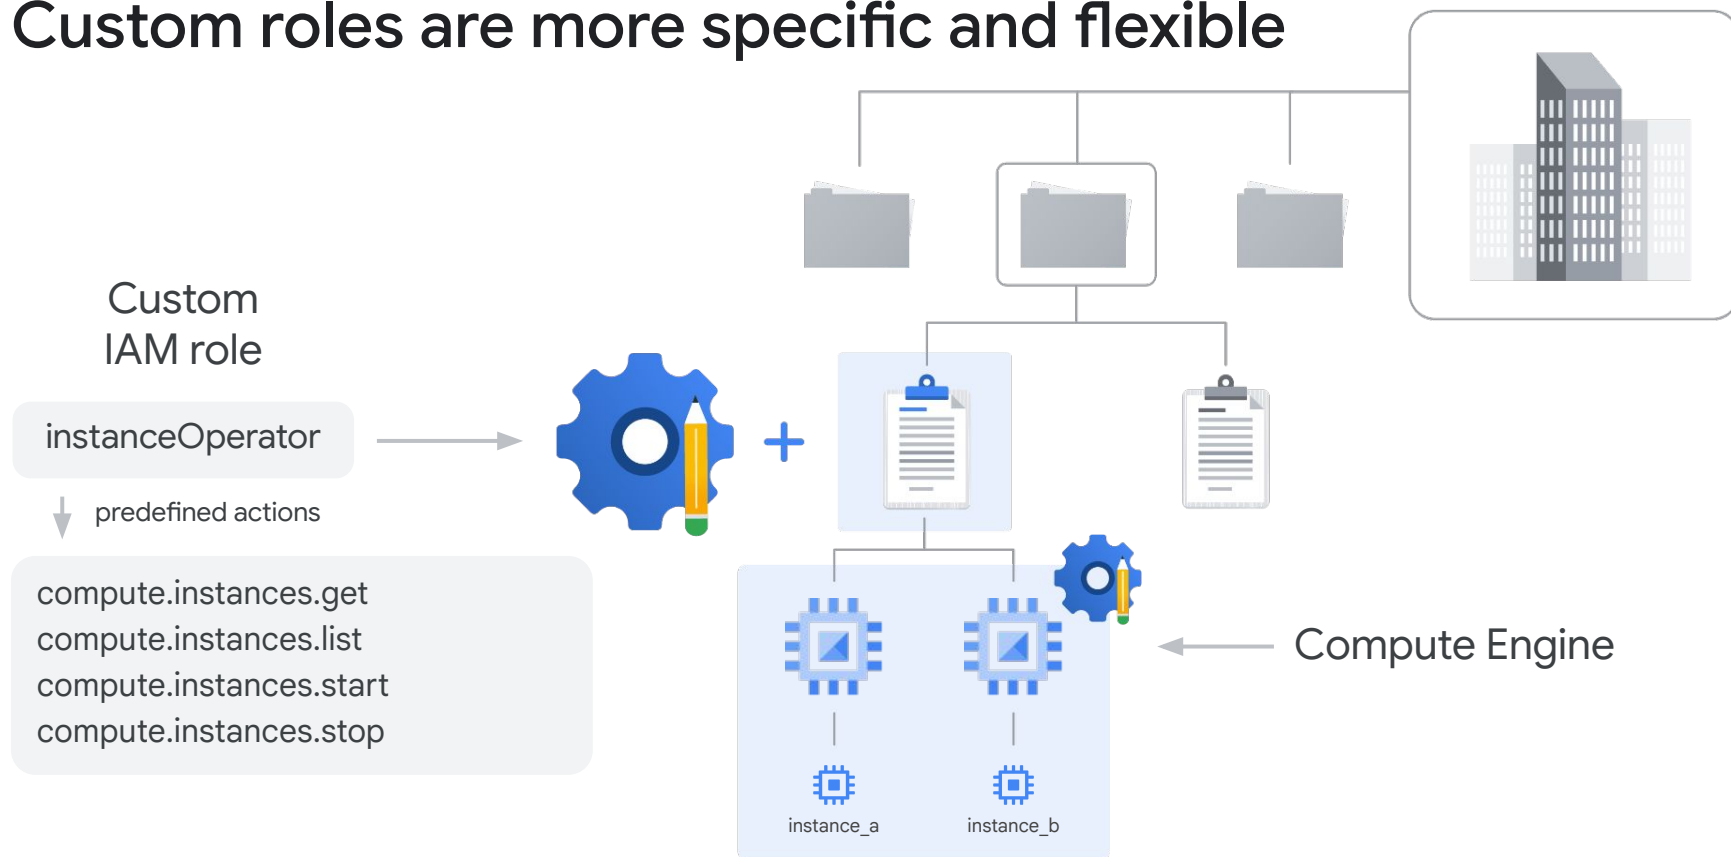 Custom roles are more specific and flexible
Custom
IAM role
instanceOperator
predefined actions
compute.instances.get
compute.instances.list
compute.instances.start
compute.instances.stop
Compute Engine
instance_a
instance_b